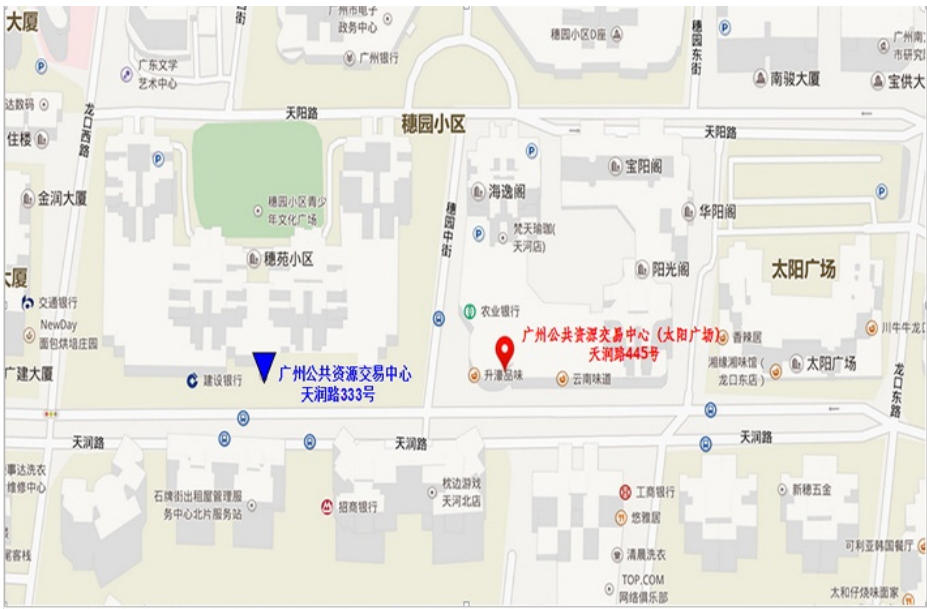 大厦
广州市电子
政务中心
广州银行
穗园小区D座
穗园东街
广州南
市研究
广东文学
艺术中心
南骏大厦
宝供大
达数码
住楼
龙口西路
天阳路
穗园小区
天阳路
金润大厦
穗园小区青少
年文化广场
穗苑小区
穗园中街
海逸阁
宝阳阁
梵天瑜珈(
天河店)
华阳阁
阳光阁
太阳广场
大厦
交通银行
NewDay
面包烘培庄园
农业银行
广州公共资源交易中心（太阳广场）
天润路445号
香辣居
川牛牛龙口
湘缘湘味馆（
龙口东店）
太阳广场
广建大厦
建设银行
广州公共资源交易中心
天润路333号
升濠品味
云南味道
龙口东路
天润路
天润路
天润路
事达洗衣
维修中心
石牌街出租屋管理服
务中心北片服务站
招商银行
枕边游戏
天河北店
工商银行
悠雅居
新穗五金
清晨洗衣
TOP.COM
网络俱乐部
可利亚韩国餐厅
太和仔烧味面家
尾客栈